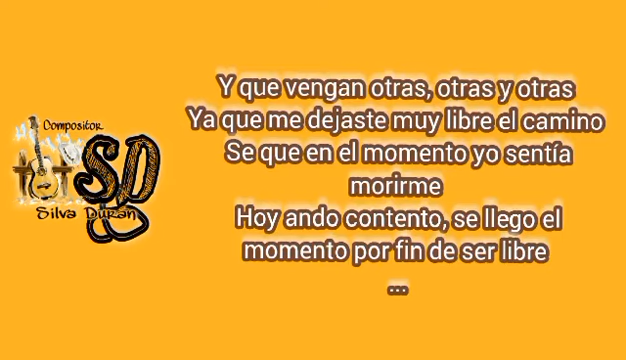 Compositor
SD
Silva Duran
Y que vengan otras, otras y otras
Ya que me dejaste muy libre el camino
Se que en el momento yo sentía
morirme
Hoy ando contento, se llego el
momento por fin de ser libre
...